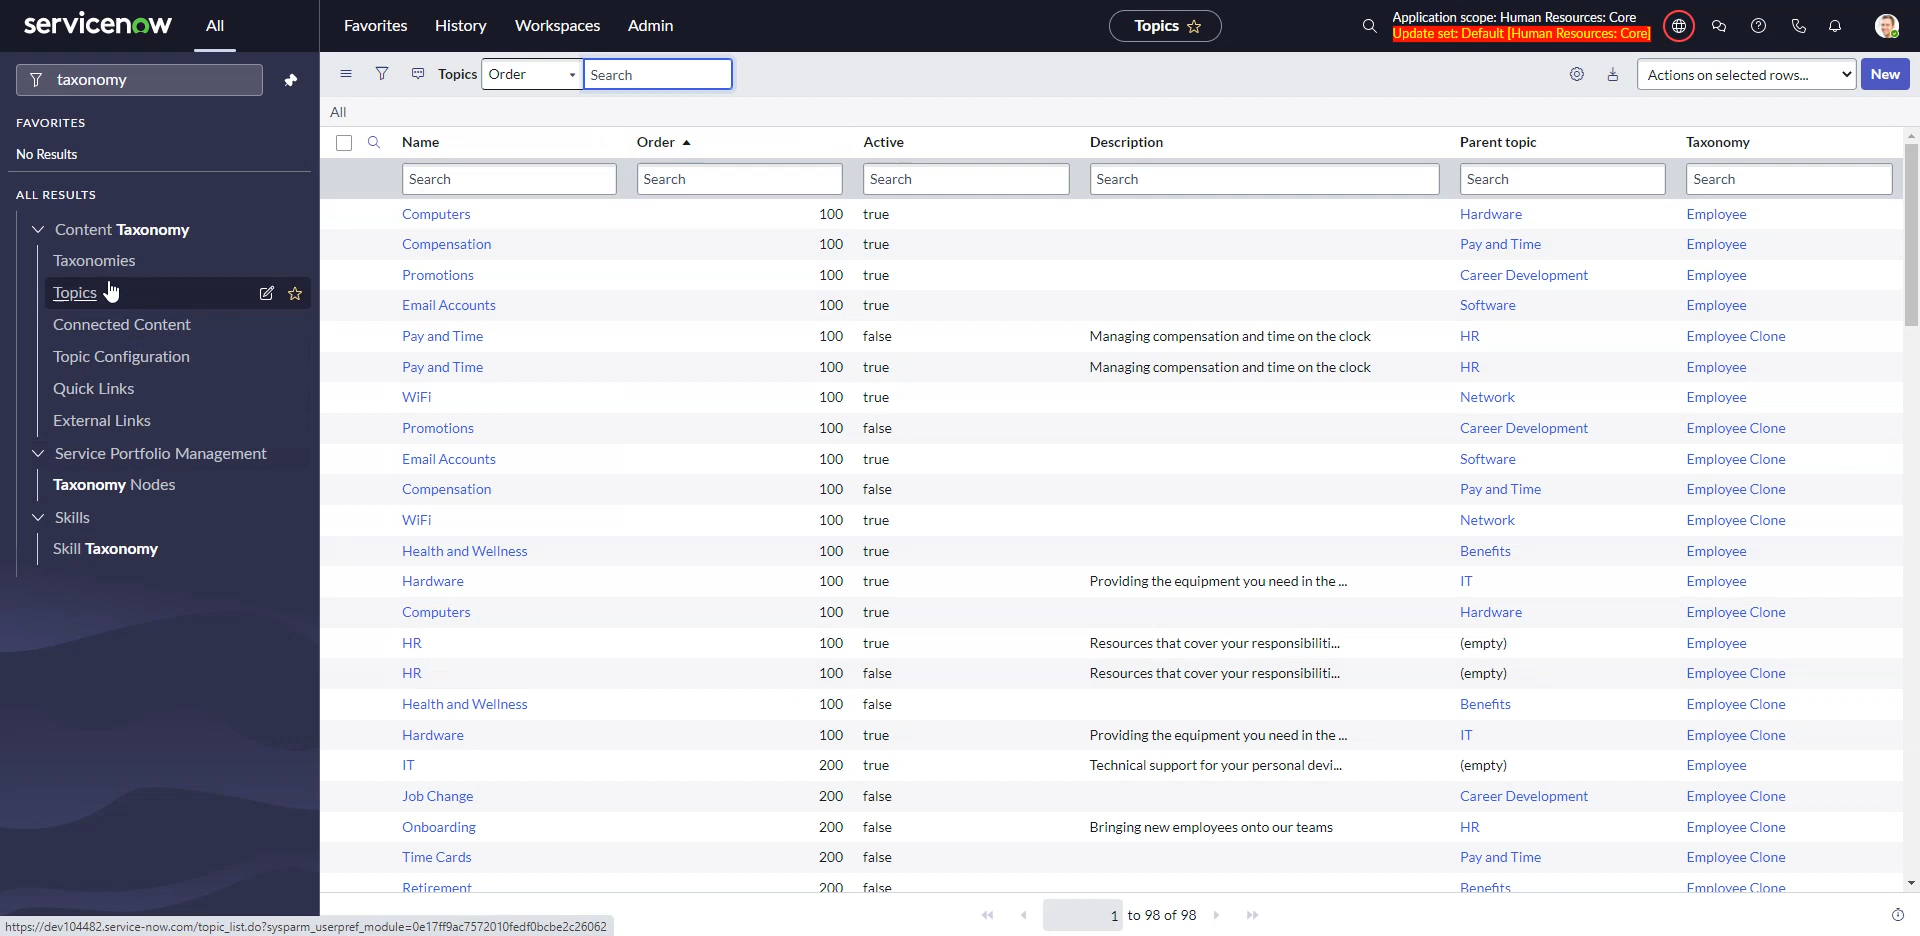 servicenow
All
Favorites
History
Workspaces
Admin
Topics
Application scope: Human Resources: Core
Update set: Default [Human Resources: Core]
taxonomy
FAVORITES
No Results
ALL RESULTS
Content Taxonomy
Taxonomies
Topics
Connected Content
Topic Configuration
Quick Links
External Links
Service Portfolio Management
Taxonomy Nodes
Skills
Skill Taxonomy
Topics Order Search
Actions on selected rows...
New
All
Name Order Active Description Parent topic Taxonomy
Search Search Search Search Search Search
Computers 100 true Hardware Employee
Compensation 100 true Pay and Time Employee
Promotions 100 true Career Development Employee
Email Accounts 100 true Software Employee
Pay and Time 100 false Managing compensation and time on the clock HR Employee Clone
Pay and Time 100 true Managing compensation and time on the clock HR Employee
WiFi 100 true Network Employee
Promotions 100 false Career Development Employee Clone
Email Accounts 100 true Software Employee Clone
Compensation 100 false Pay and Time Employee Clone
WiFi 100 true Network Employee Clone
Health and Wellness 100 true Benefits Employee
Hardware 100 true Providing the equipment you need in the ... IT Employee
Computers 100 true Hardware Employee Clone
HR 100 true Resources that cover your responsibiliti... (empty) Employee
HR 100 false Resources that cover your responsibiliti... (empty) Employee Clone
Health and Wellness 100 false Benefits Employee Clone
Hardware 100 true Providing the equipment you need in the ... IT Employee Clone
IT 200 true Technical support for your personal devi... (empty) Employee
Job Change 200 false Career Development Employee Clone
Onboarding 200 false Bringing new employees onto our teams HR Employee Clone
Time Cards 200 false Pay and Time Employee Clone
Retirement 200 false Benefits Employee Clone
1 to 98 of 98
https://dev104482.service-now.com/topic_list.do?sysparm_userpref_module=0e17ff9ac7572010fedf0bcbe2c26062